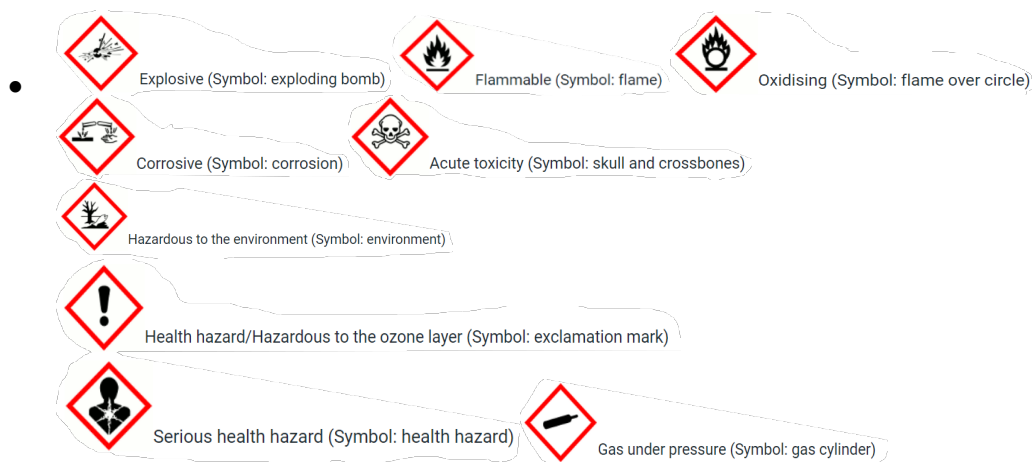 Explosive (Symbol: exploding bomb) Flammable (Symbol: flame) Oxidising (Symbol: flame over circle)
Corrosive (Symbol: corrosion) Acute toxicity (Symbol: skull and crossbones)
Hazardous to the environment (Symbol: environment)
Health hazard/Hazardous to the ozone layer (Symbol: exclamation mark)
Serious health hazard (Symbol: health hazard) Gas under pressure (Symbol: gas cylinder)